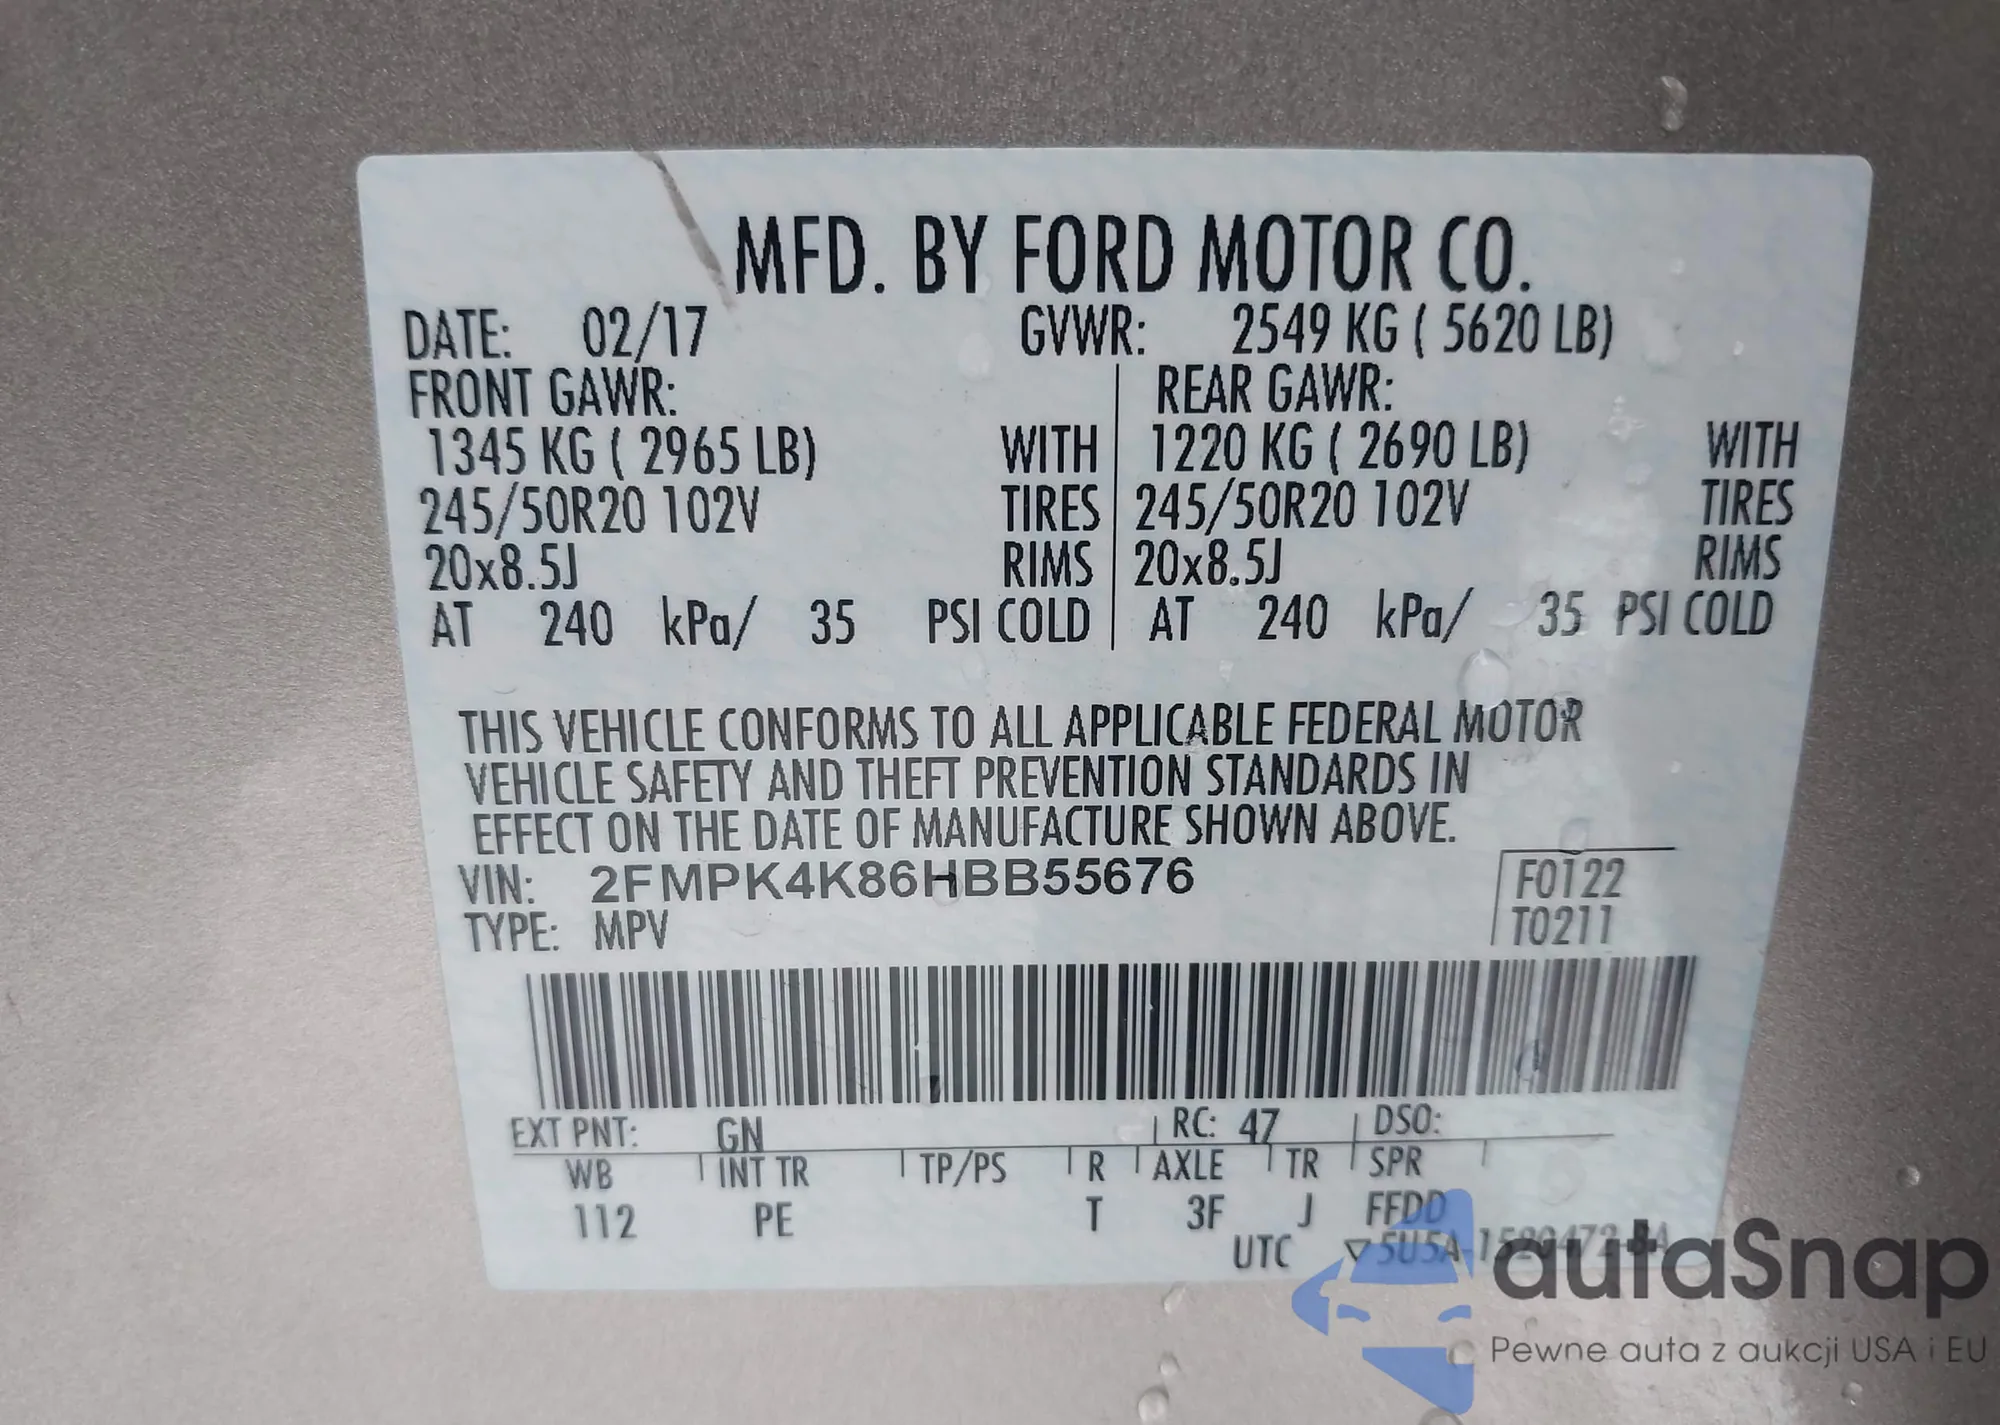 MFD. BY FORD MOTOR CO.
DATE: 02/17 GVWR: 2549 KG ( 5620 LB)
FRONT GAWR: REAR GAWR:
1345 KG ( 2965 LB) WITH 1220 KG ( 2690 LB) WITH
245/50R20 102V TIRES 245/50R20 102V TIRES
20x8.5J RIMS 20x8.5J RIMS
AT 240 kPa/ 35 PSI COLD AT 240 kPa/ 35 PSI COLD
THIS VEHICLE CONFORMS TO ALL APPLICABLE FEDERAL MOTOR
VEHICLE SAFETY AND THEFT PREVENTION STANDARDS IN
EFFECT ON THE DATE OF MANUFACTURE SHOWN ABOVE.
VIN: 2FMPK4K86HBB55676 F0122
TYPE: MPV T0211
EXT PNT: GN RC: 47 DSO:
WB INT TR TP/PS R AXLE TR SPR
112 PE T 3F J FFDD
UTC
autaSnap
Pewne auta z aukcji USA i EU